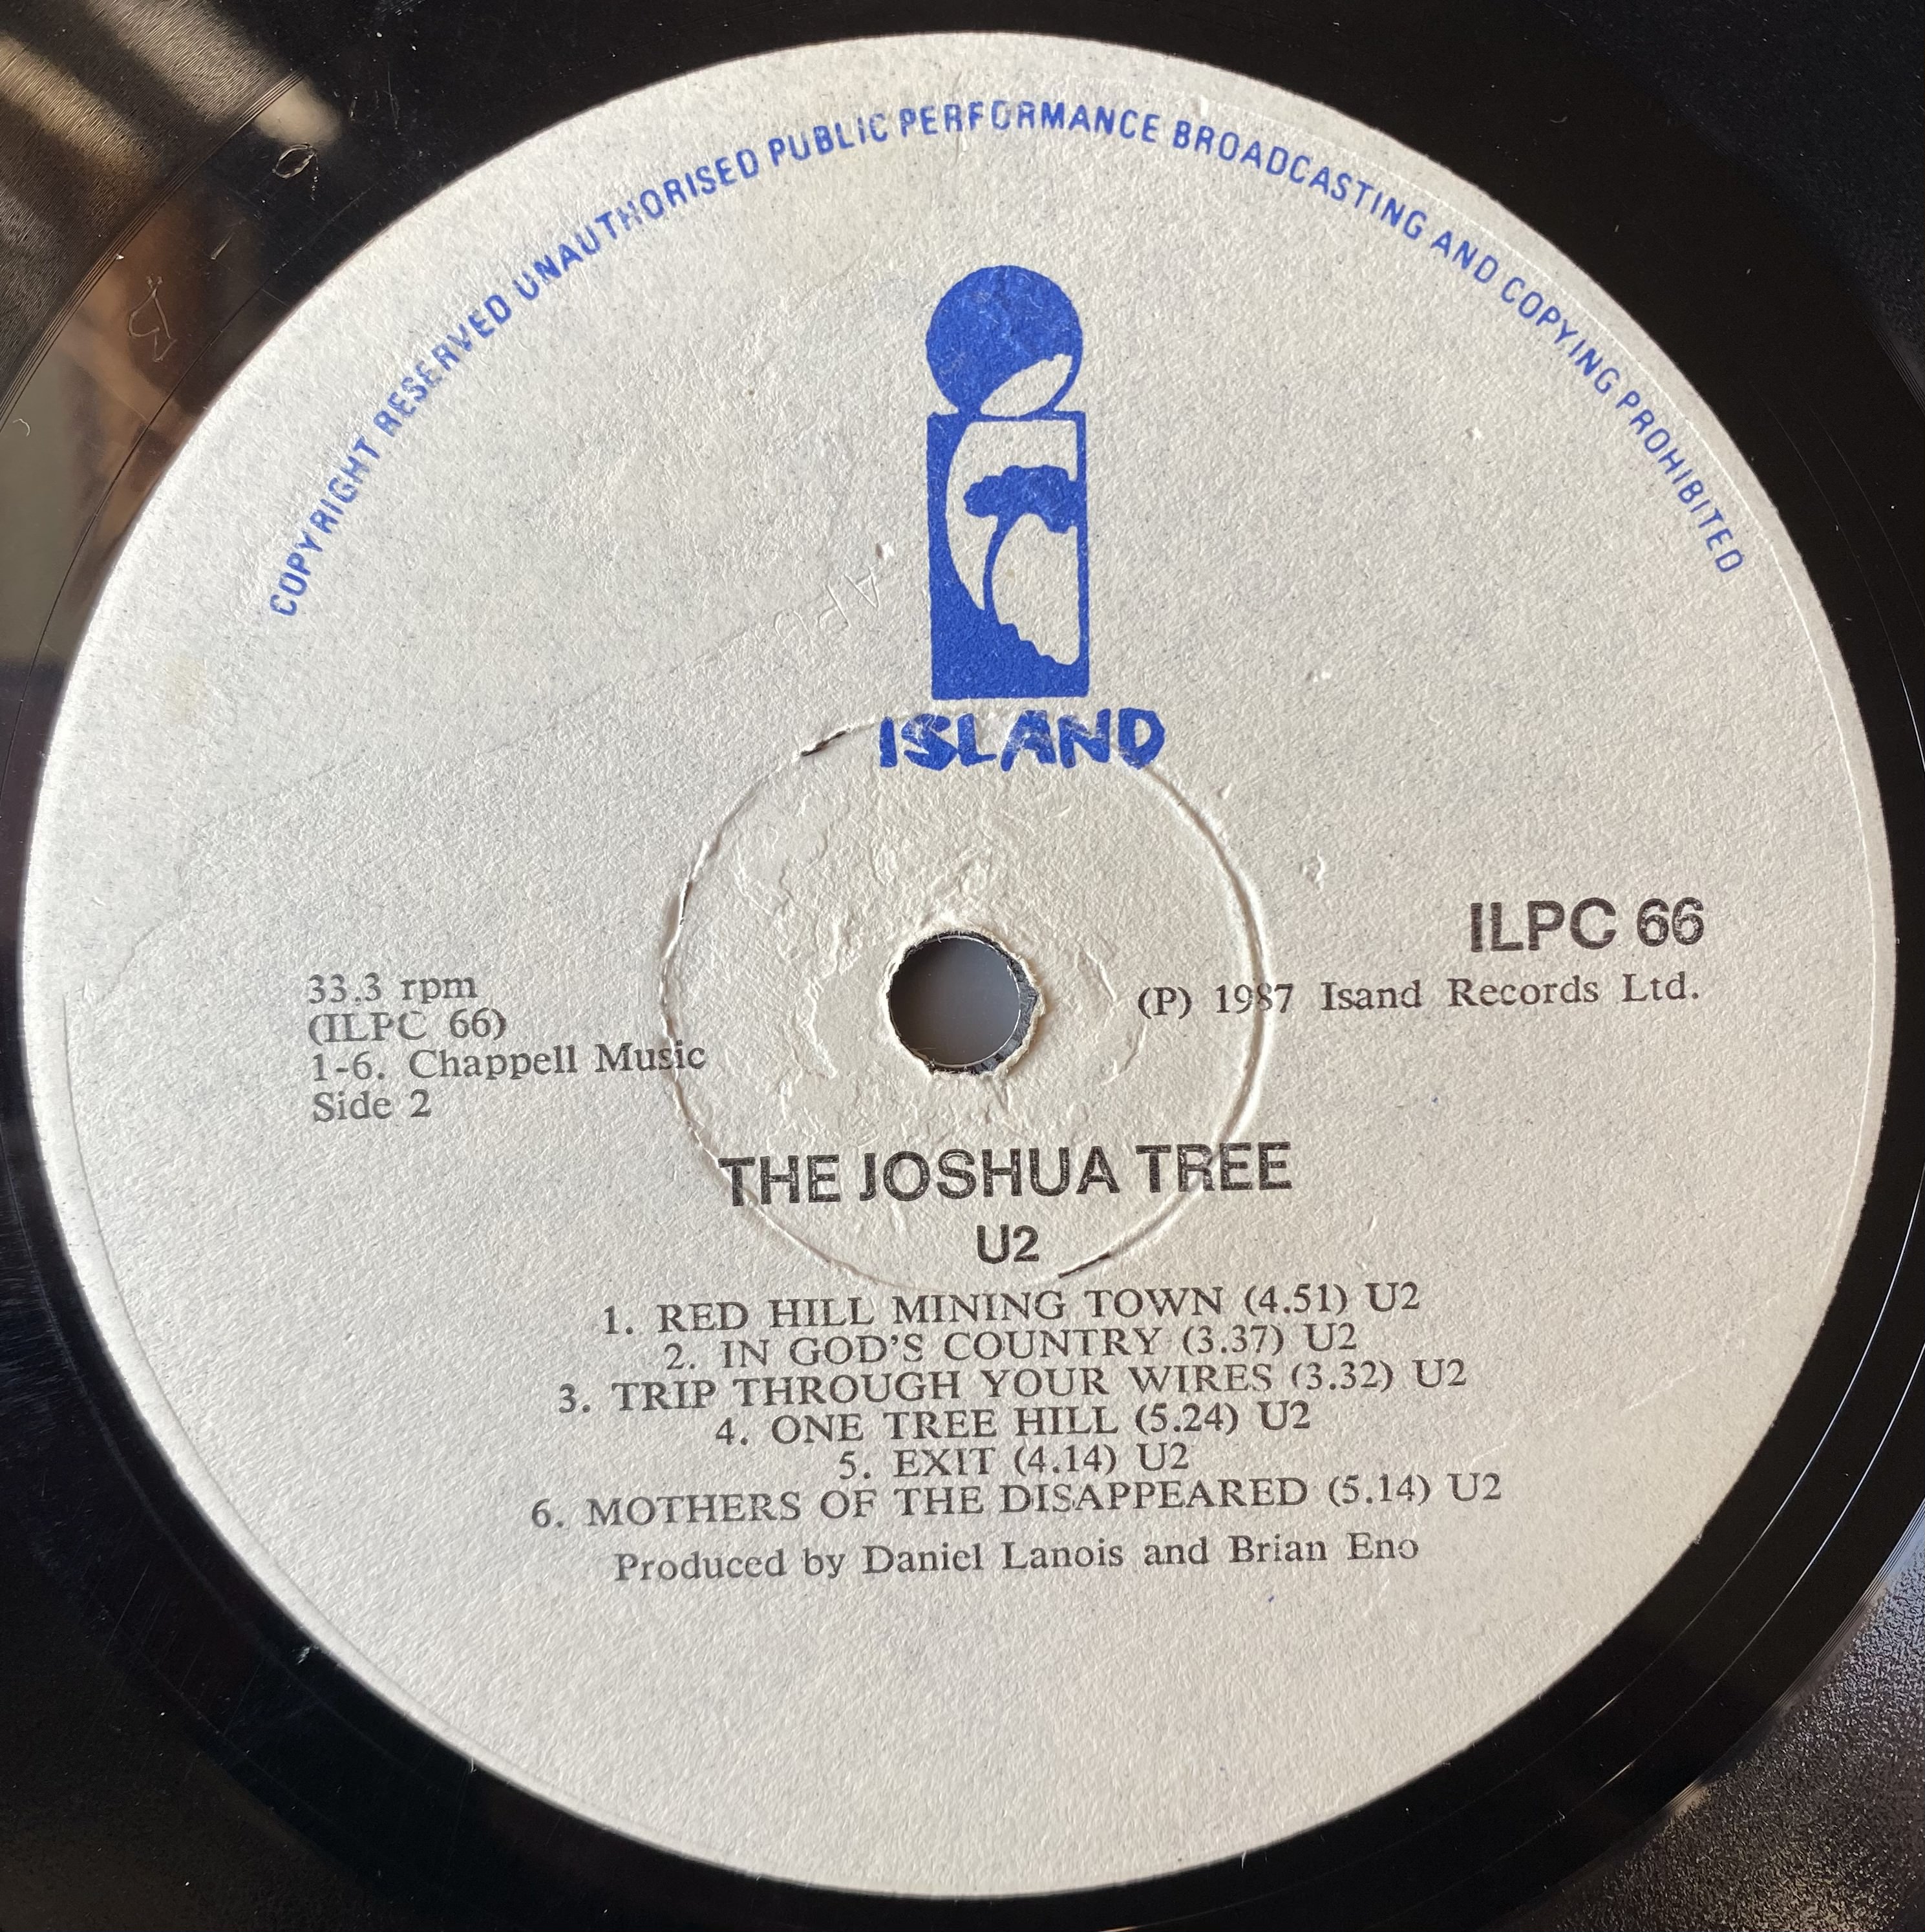 COPYRIGHT RESERVED UNAUTHORISED PUBLIC PERFORMANCE BROADCASTING AND COPYING PROHIBITED
ISLAND
ILPC 66
(P) 1987 Isand Records Ltd.
33.3 rpm
(ILPC 66)
1-6. Chappell Music
Side 2
THE JOSHUA TREE
U2
1. RED HILL MINING TOWN (4.51) U2
2. IN GOD'S COUNTRY (3.37) U2
3. TRIP THROUGH YOUR WIRES (3.32) U2
4. ONE TREE HILL (5.24) U2
5. EXIT (4.14) U2
6. MOTHERS OF THE DISAPPEARED (5.14) U2
Produced by Daniel Lanois and Brian Eno